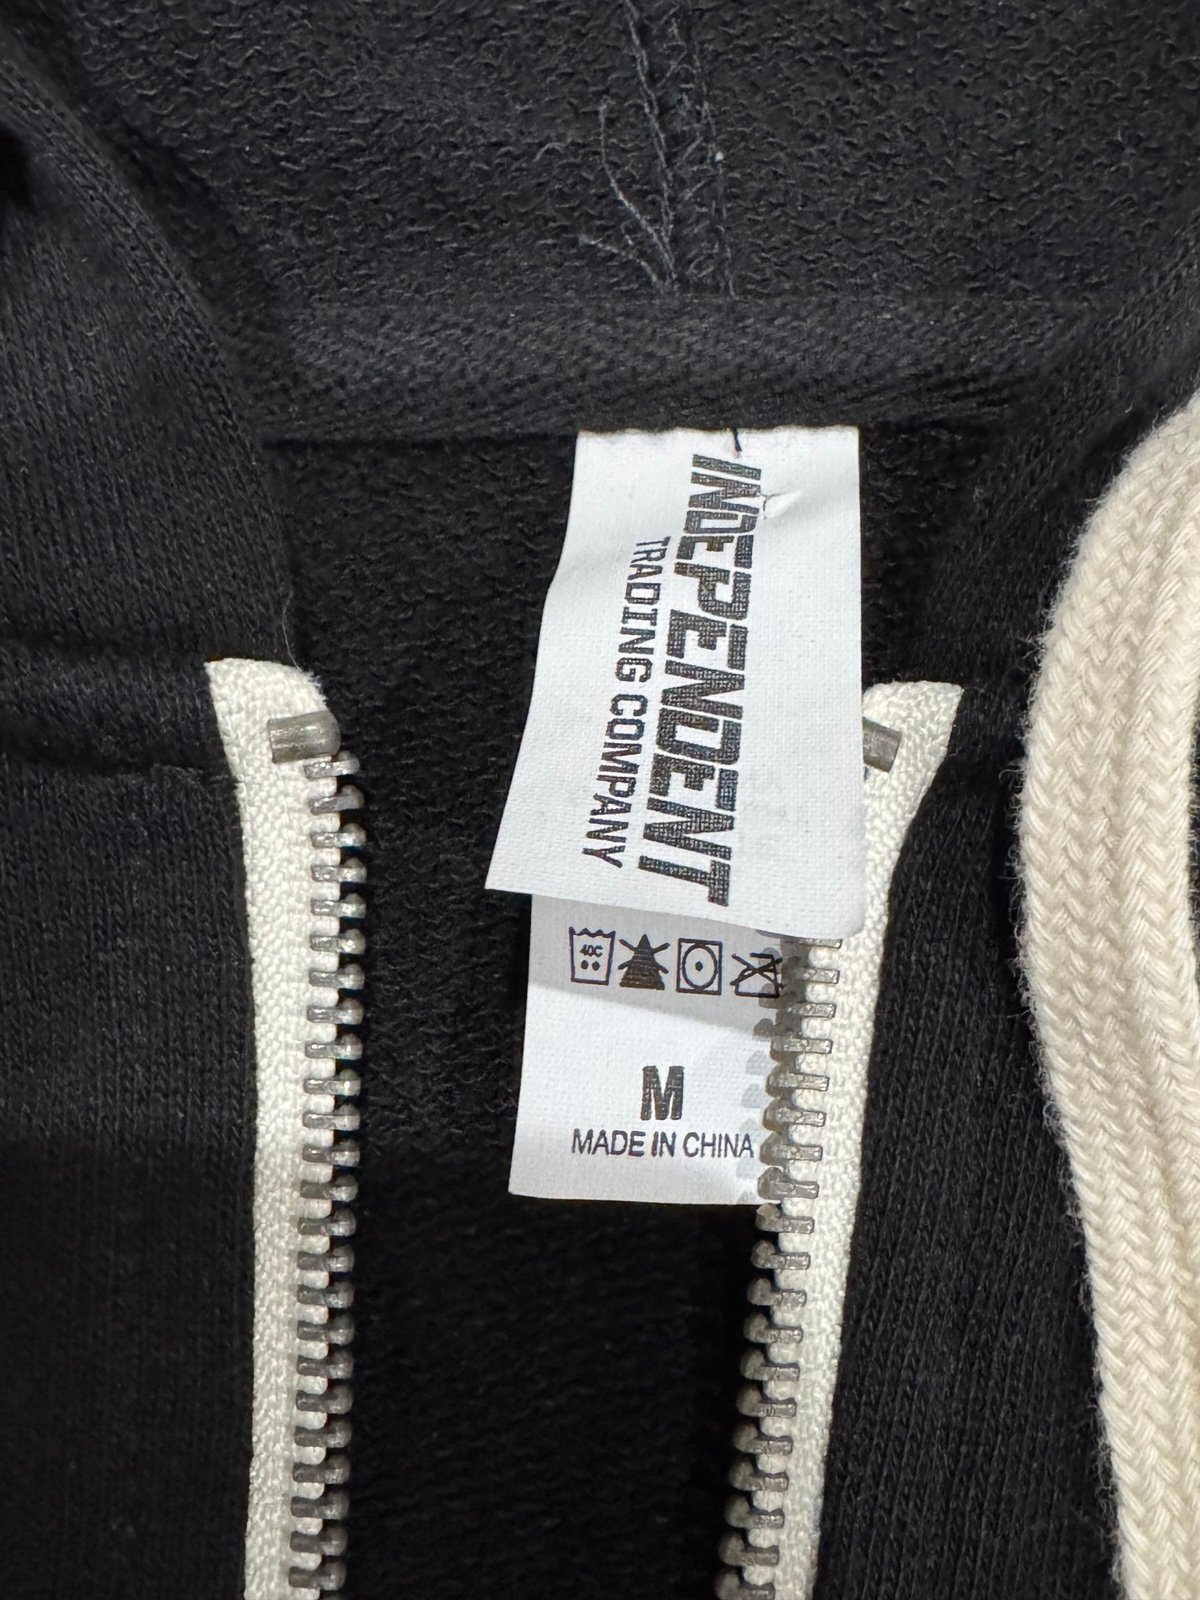 INDEPENDENT
TRADING COMPANY
40C
M
MADE IN CHINA